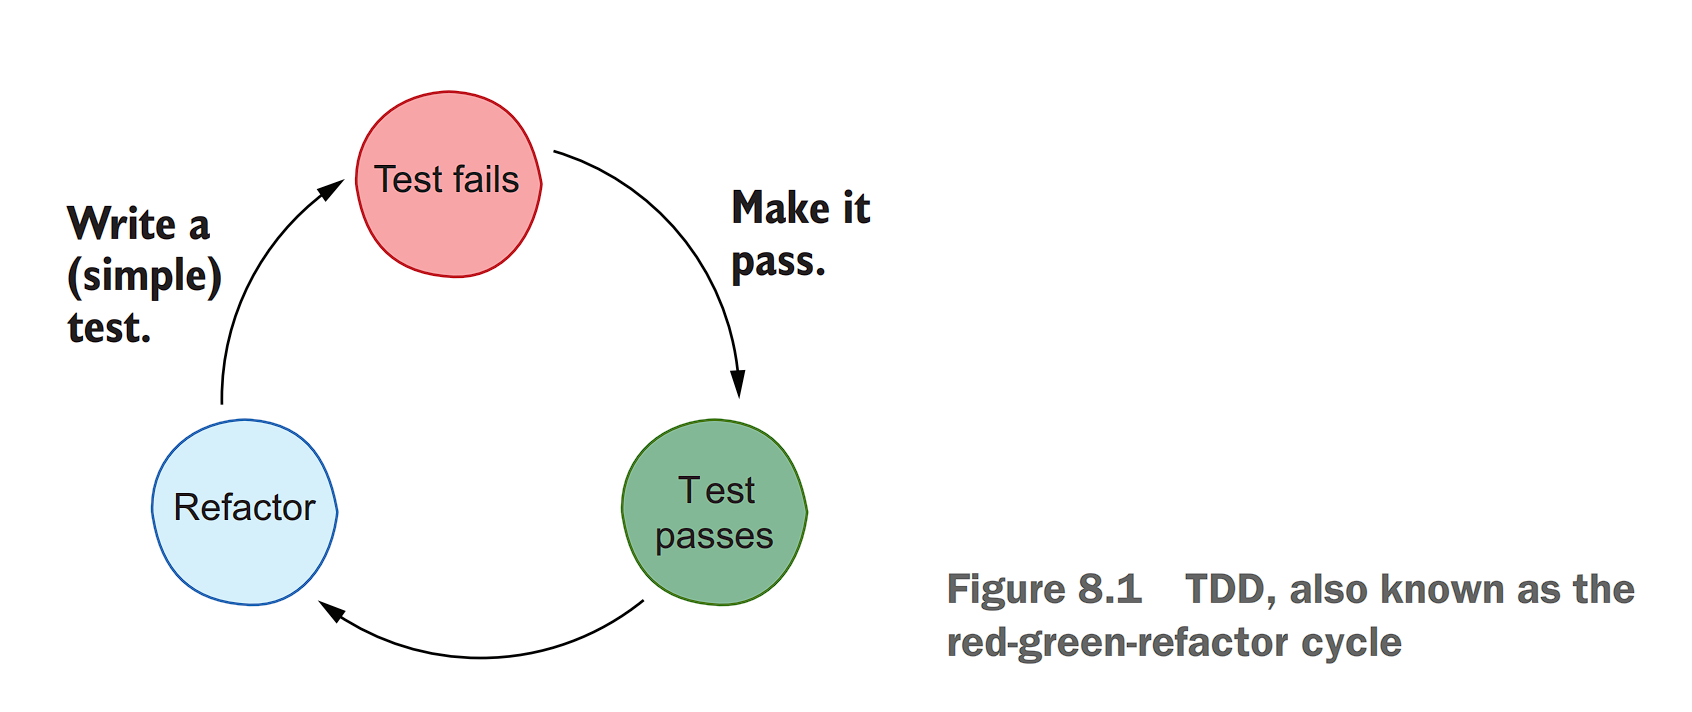 Test fails
Write a
(simple)
test.
Make it
pass.
Refactor
Test
passes
Figure 8.1 TDD, also known as the
red-green-refactor cycle